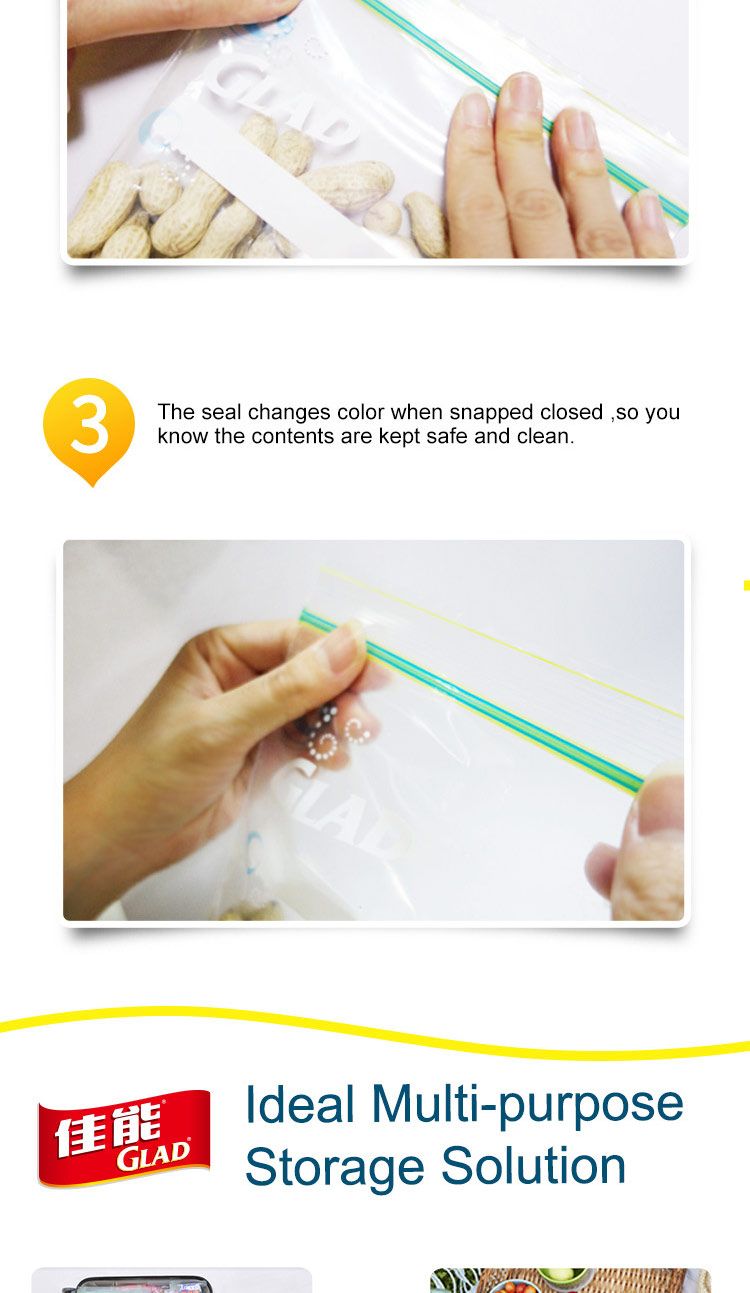 GLAD
3
The seal changes color when snapped closed ,so you
know the contents are kept safe and clean.
GLAD
佳能®
GLAD®
Ideal Multi-purpose
Storage Solution